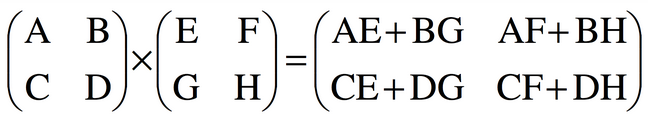 ( A B ) × ( E F ) = ( AE+BG AF+BH )
( C D ) ( G H ) ( CE+DG CF+DH )